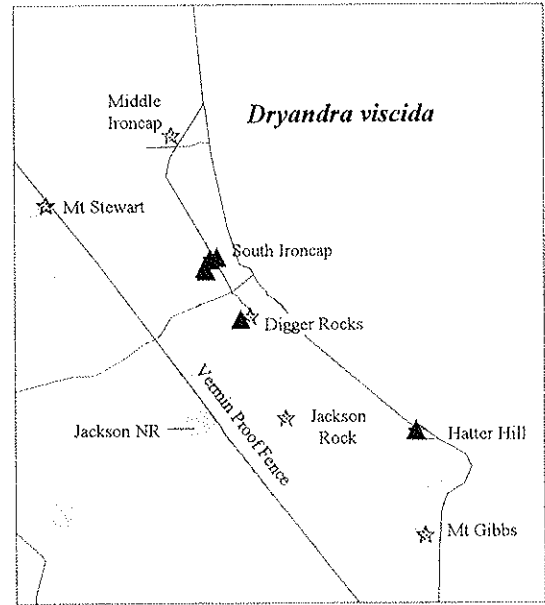 Middle
Ironcap
Dryandra viscida
Mt Stewart
South Ironcap
Digger Rocks
Vermin Proof Fence
Jackson NR
Jackson
Rock
Hatter Hill
Mt Gibbs